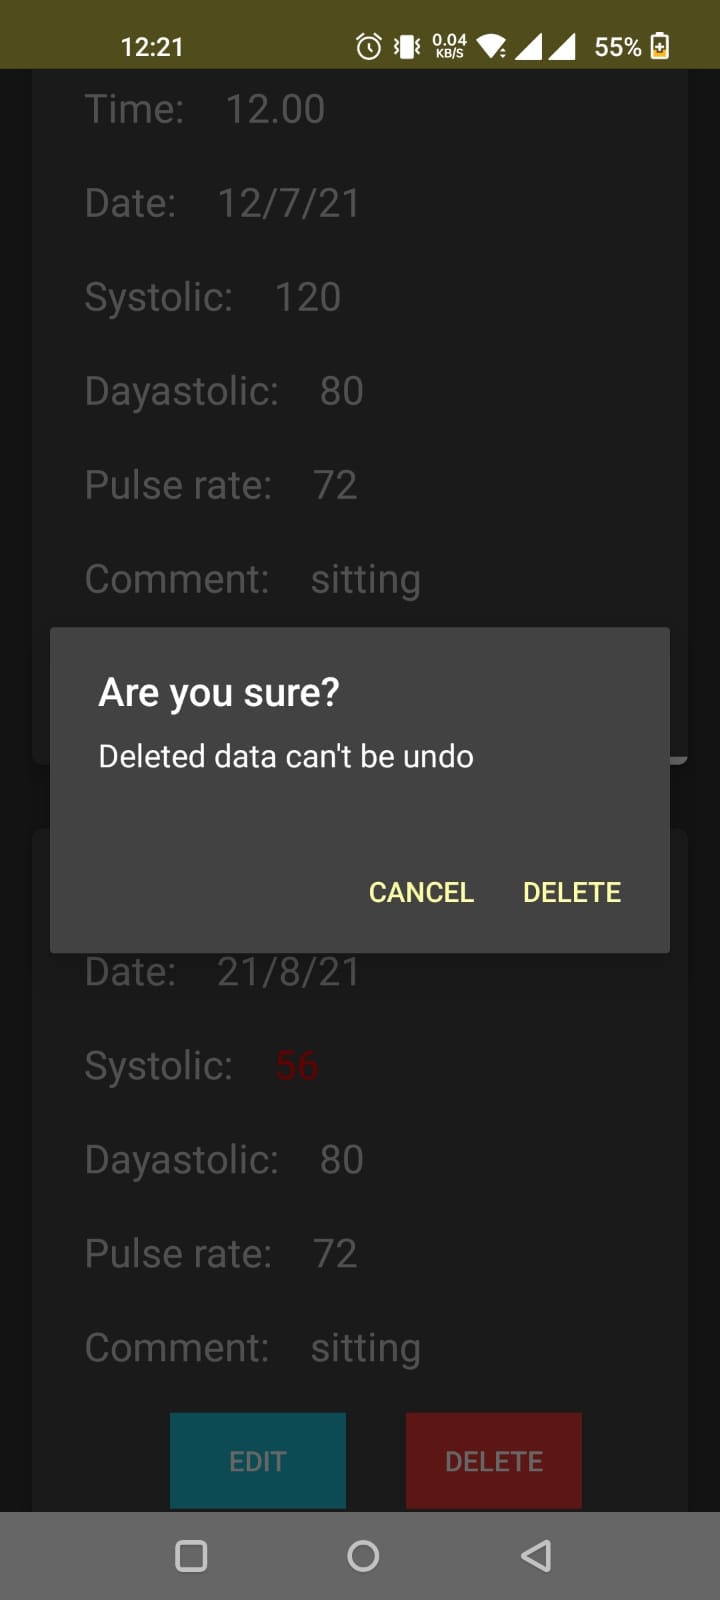 12:21 0.04 KB/S 55%
Time: 12.00
Date: 12/7/21
Systolic: 120
Dayastolic: 80
Pulse rate: 72
Comment: sitting
Are you sure?
Deleted data can't be undo
CANCEL DELETE
Date: 21/8/21
Systolic: 56
Dayastolic: 80
Pulse rate: 72
Comment: sitting
EDIT DELETE